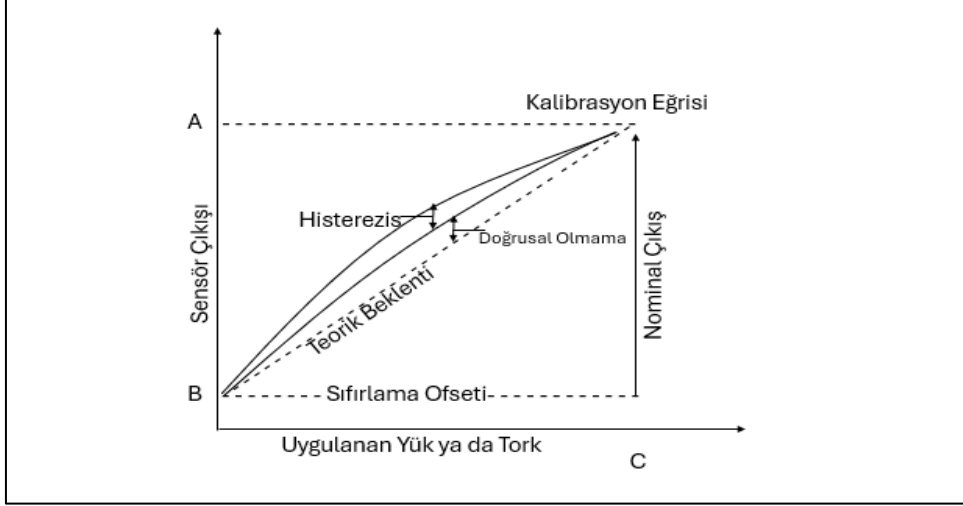 Kalibrasyon Eğrisi
A
Histerezis
Doğrusal Olmama
Sensör Çıkışı
Nominal Çıkış
Teorik Beklenti
B
Sıfırlama Ofseti
Uygulanan Yük ya da Tork
C